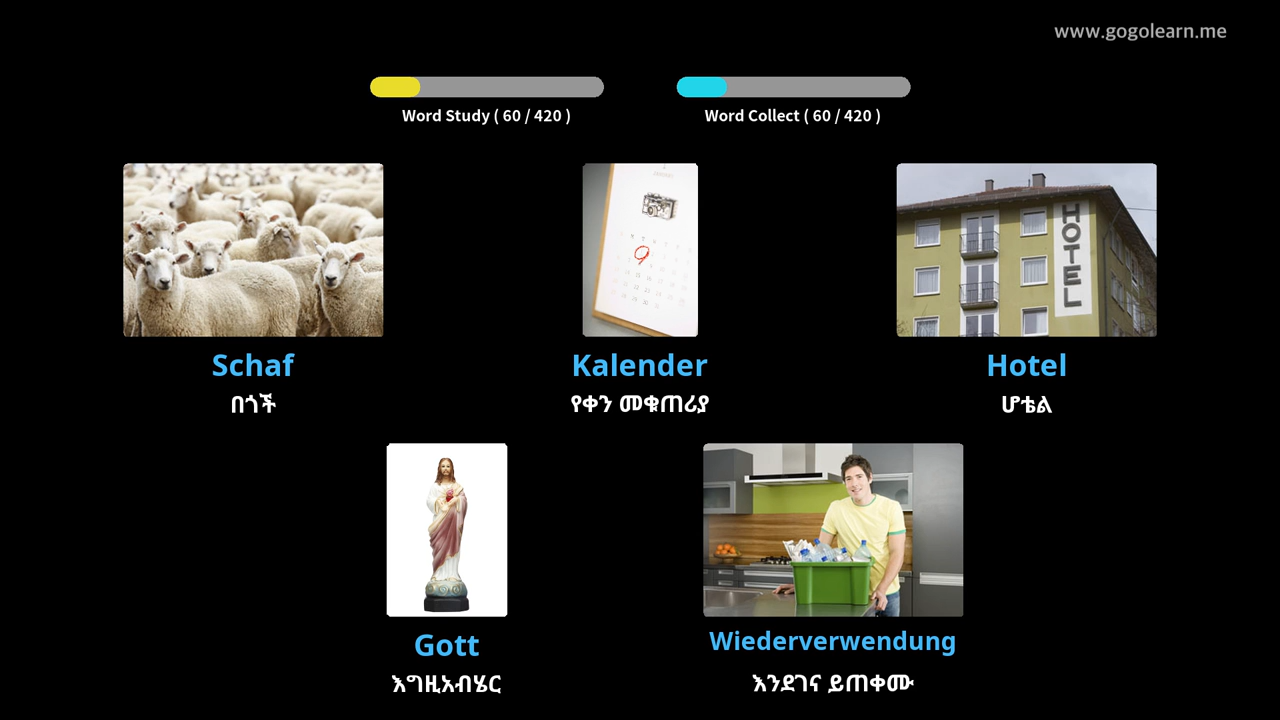 www.gogolearn.me
Word Study ( 60 / 420 )
Word Collect ( 60 / 420 )
HOTEL
Schaf
Kalender
Hotel
በጎች
የቀን መቁጠሪያ
ሆቴል
Gott
Wiederverwendung
እግዚአብሄር
እንደገና ይጠቀሙ